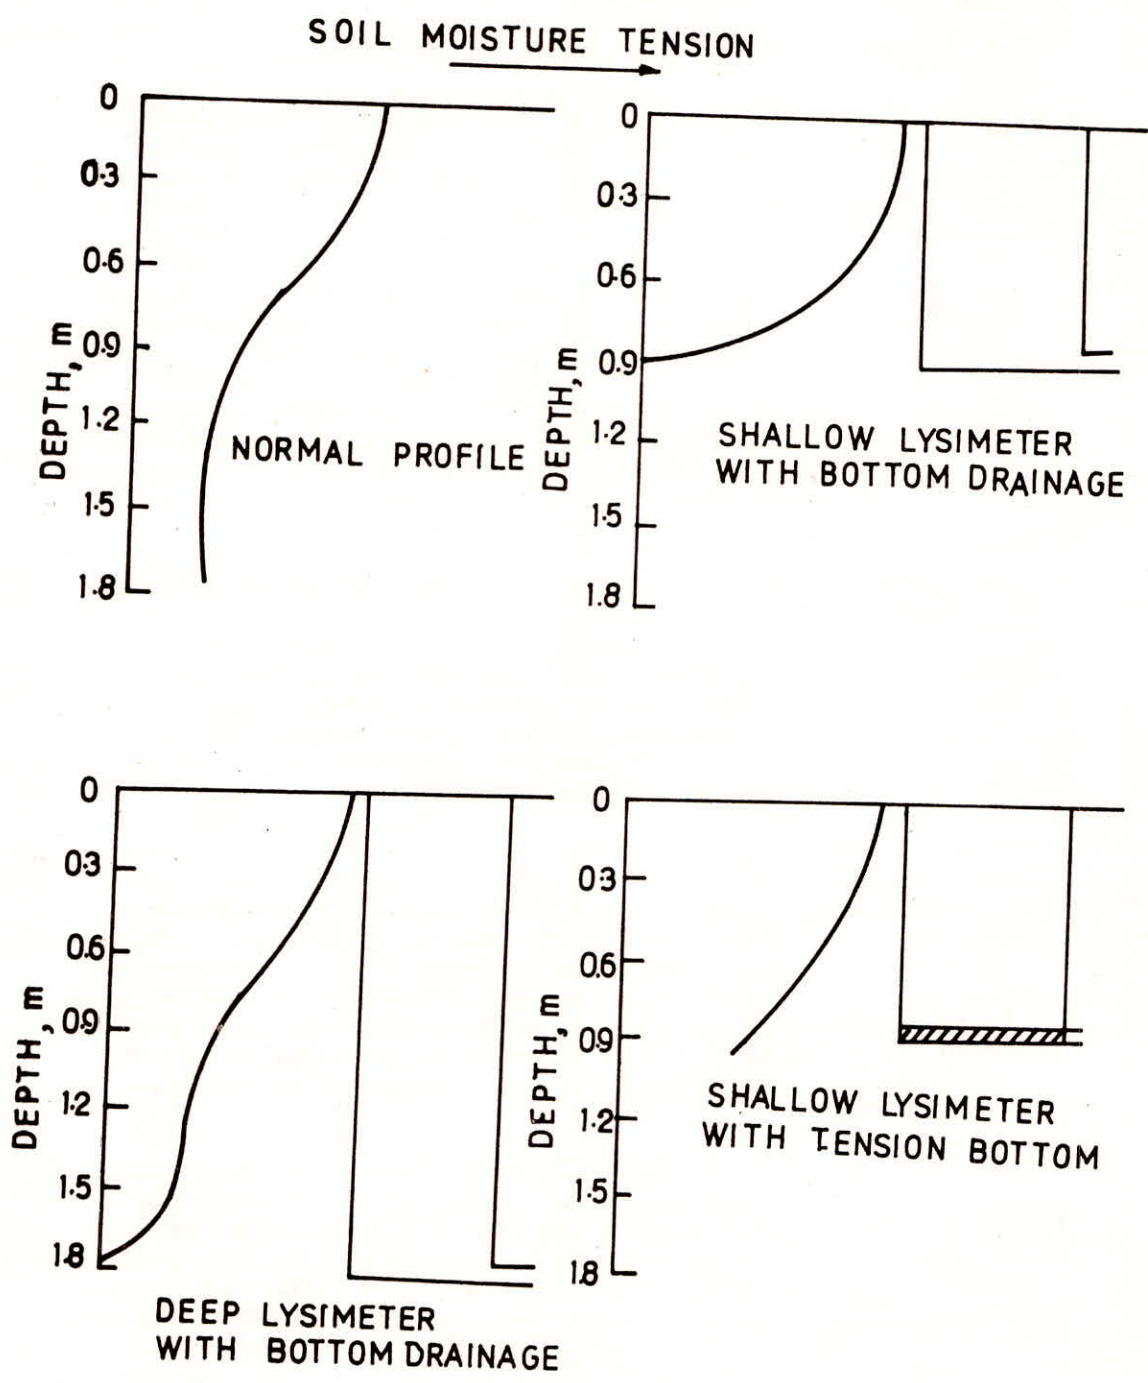 SOIL MOISTURE TENSION
0
0.3
0.6
0.9
1.2
1.5
1.8
DEPTH, m
NORMAL PROFILE
0
0.3
0.6
0.9
1.2
1.5
1.8
DEPTH, m
SHALLOW LYSIMETER
WITH BOTTOM DRAINAGE
0
0.3
0.6
0.9
1.2
1.5
1.8
DEPTH, m
DEEP LYSIMETER
WITH BOTTOM DRAINAGE
0
0.3
0.6
0.9
1.2
1.5
1.8
DEPTH, m
SHALLOW LYSIMETER
WITH TENSION BOTTOM